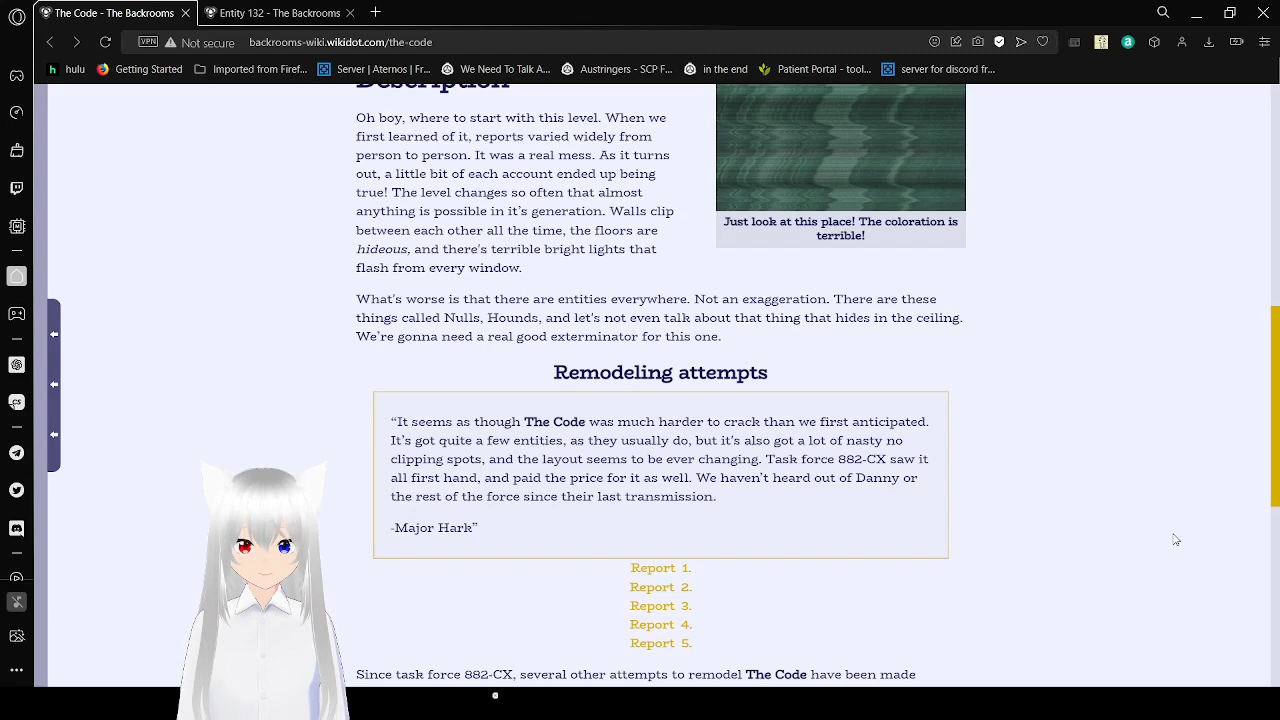 The Code - The Backrooms
Entity 132 - The Backrooms
VPN
Not secure
backrooms-wiki.wikidot.com/the-code
hulu
Getting Started
Imported from Firef...
Server | Aternos | Fr...
We Need To Talk A...
Austringers - SCP F...
in the end
Patient Portal - tool...
server for discord fr...
Description
Oh boy, where to start with this level. When we
first learned of it, reports varied widely from
person to person. It was a real mess. As it turns
out, a little bit of each account ended up being
true! The level changes so often that almost
anything is possible in it's generation. Walls clip
between each other all the time, the floors are
hideous, and there's terrible bright lights that
flash from every window.
Just look at this place! The coloration is
terrible!
What's worse is that there are entities everywhere. Not an exaggeration. There are these
things called Nulls, Hounds, and let's not even talk about that thing that hides in the ceiling.
We're gonna need a real good exterminator for this one.
Remodeling attempts
“It seems as though The Code was much harder to crack than we first anticipated.
It's got quite a few entities, as they usually do, but it's also got a lot of nasty no
clipping spots, and the layout seems to be ever changing. Task force 882-CX saw it
all first hand, and paid the price for it as well. We haven't heard out of Danny or
the rest of the force since their last transmission.
-Major Hark”
Report 1.
Report 2.
Report 3.
Report 4.
Report 5.
Since task force 882-CX, several other attempts to remodel The Code have been made